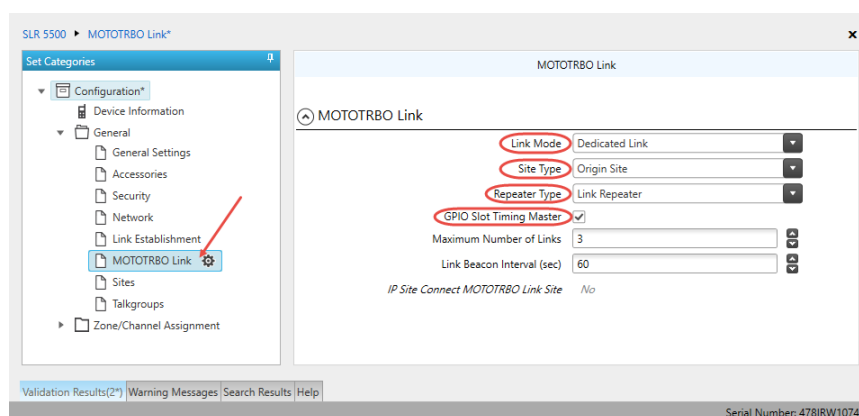 SLR 5500 ▸ MOTOTRBO Link*
x
Set Categories
MOTOTRBO Link
Configuration*
Device Information
General
General Settings
Accessories
Security
Network
Link Establishment
MOTOTRBO Link
Sites
Talkgroups
Zone/Channel Assignment
MOTOTRBO Link
Link Mode Dedicated Link
Site Type Origin Site
Repeater Type Link Repeater
GPIO Slot Timing Master
Maximum Number of Links 3
Link Beacon Interval (sec) 60
IP Site Connect MOTOTRBO Link Site No
Validation Results(2*) Warning Messages Search Results Help
Serial Number: 478IRW1074